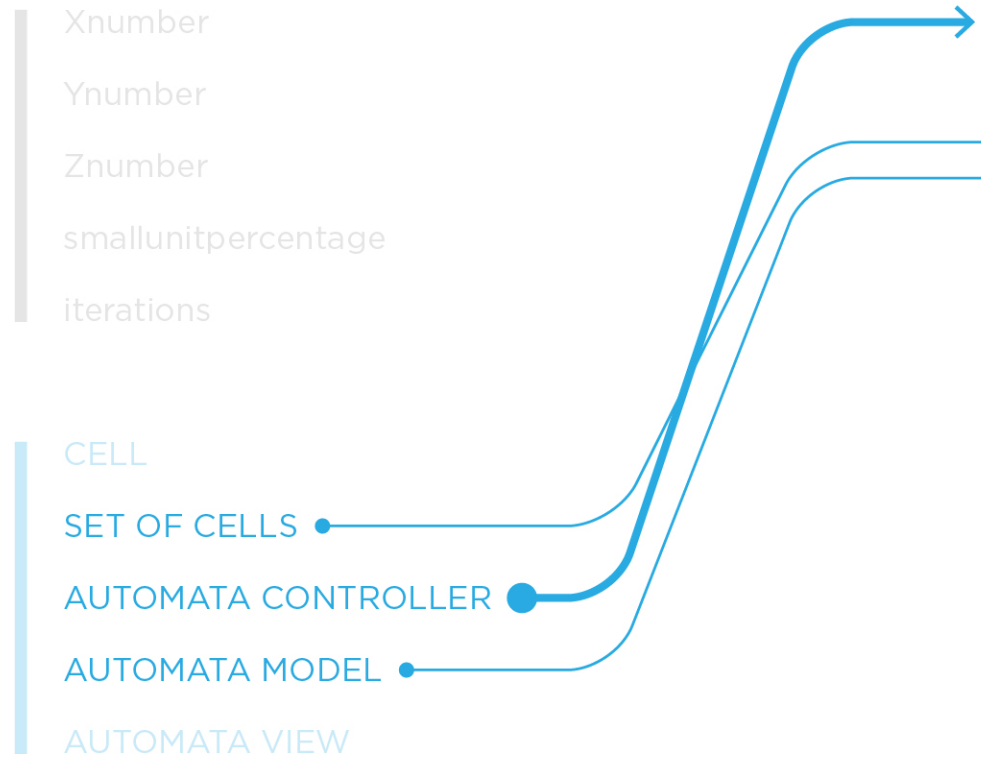 Xnumber
Ynumber
Znumber
smallunitpercentage
iterations
CELL
SET OF CELLS
AUTOMATA CONTROLLER
AUTOMATA MODEL
AUTOMATA VIEW